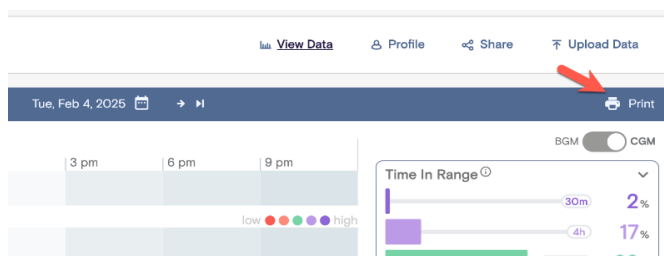 View Data Profile Share Upload Data
Tue, Feb 4, 2025 Print
BGM CGM
3 pm 6 pm 9 pm
Time In Range
30m 2%
low high
4h 17%